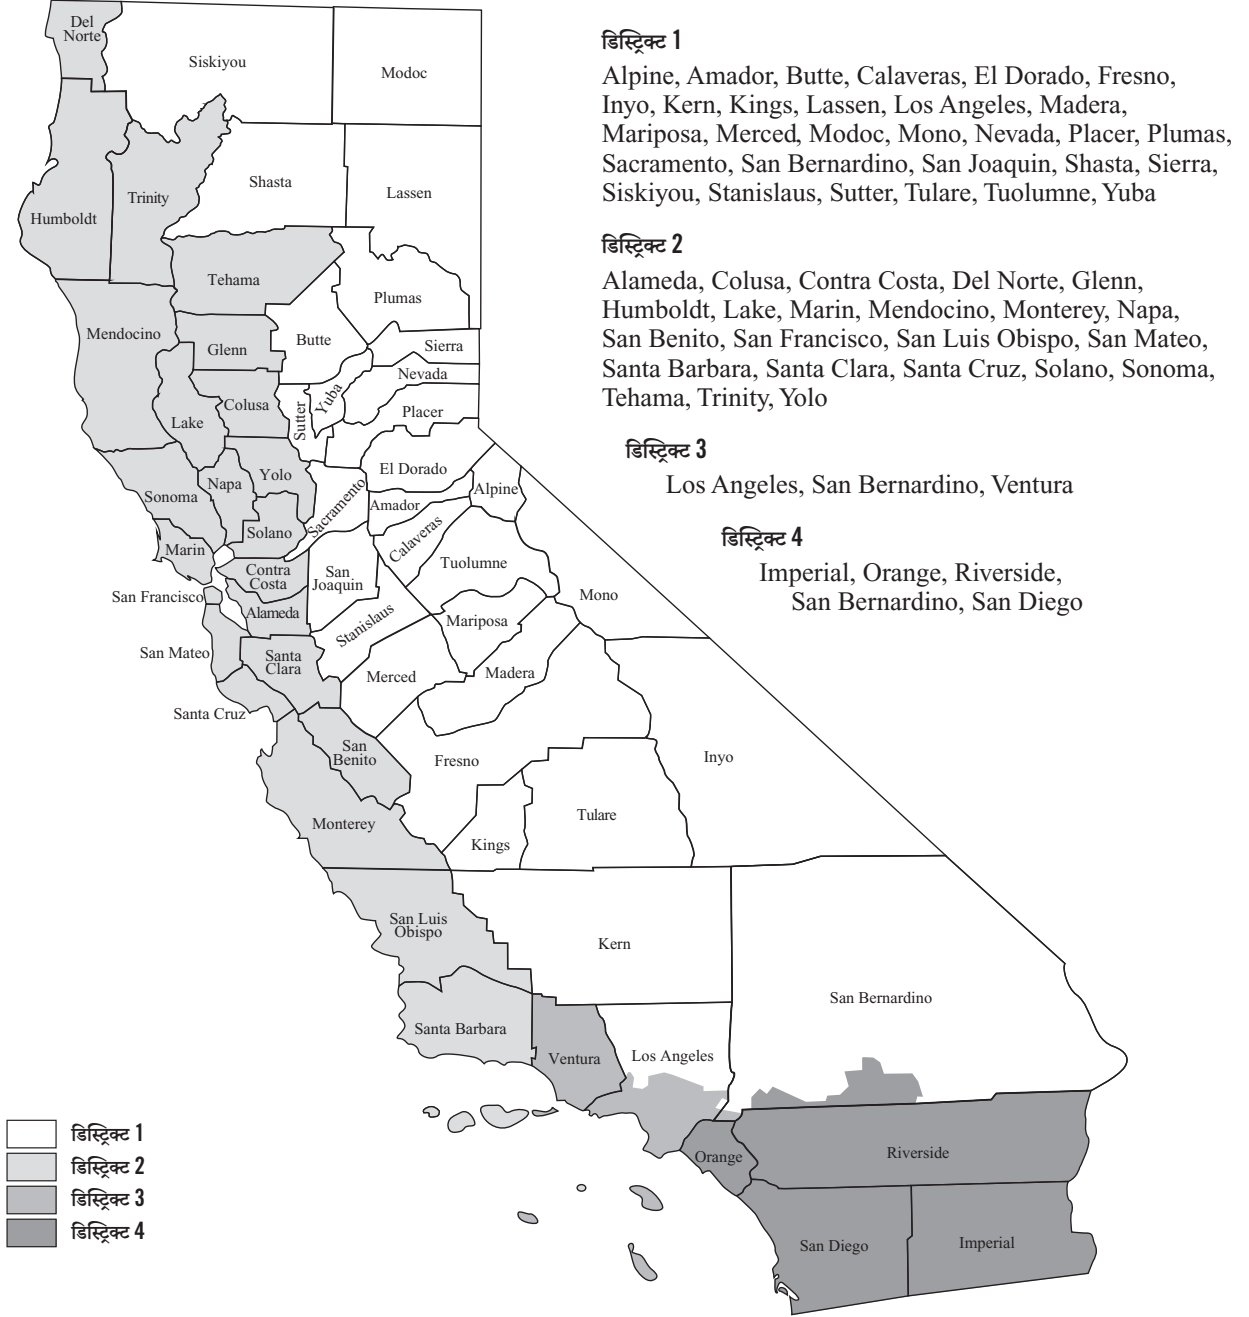 Del
Norte
Siskiyou
Modoc
Shasta
Lassen
Trinity
Humboldt
Tehama
Plumas
Mendocino
Glenn
Butte
Sierra
Nevada
Colusa
Sutter
Yuba
Placer
Lake
El Dorado
Yolo
Napa
Sonoma
Sacramento
Alpine
Amador
Solano
Calaveras
Marin
Contra
Costa
San
Joaquin
Tuolumne
Mono
San Francisco
Alameda
Stanislaus
Mariposa
San Mateo
Santa
Clara
Merced
Madera
Santa Cruz
San
Benito
Fresno
Inyo
Monterey
Kings
Tulare
San Luis
Obispo
Kern
San Bernardino
Santa Barbara
Ventura
Los Angeles
Orange
Riverside
San Diego
Imperial
डिस्ट्रिक्ट 1
Alpine, Amador, Butte, Calaveras, El Dorado, Fresno,
Inyo, Kern, Kings, Lassen, Los Angeles, Madera,
Mariposa, Merced, Modoc, Mono, Nevada, Placer, Plumas,
Sacramento, San Bernardino, San Joaquin, Shasta, Sierra,
Siskiyou, Stanislaus, Sutter, Tulare, Tuolumne, Yuba
डिस्ट्रिक्ट 2
Alameda, Colusa, Contra Costa, Del Norte, Glenn,
Humboldt, Lake, Marin, Mendocino, Monterey, Napa,
San Benito, San Francisco, San Luis Obispo, San Mateo,
Santa Barbara, Santa Clara, Santa Cruz, Solano, Sonoma,
Tehama, Trinity, Yolo
डिस्ट्रिक्ट 3
Los Angeles, San Bernardino, Ventura
डिस्ट्रिक्ट 4
Imperial, Orange, Riverside,
San Bernardino, San Diego
डिस्ट्रिक्ट 1
डिस्ट्रिक्ट 2
डिस्ट्रिक्ट 3
डिस्ट्रिक्ट 4